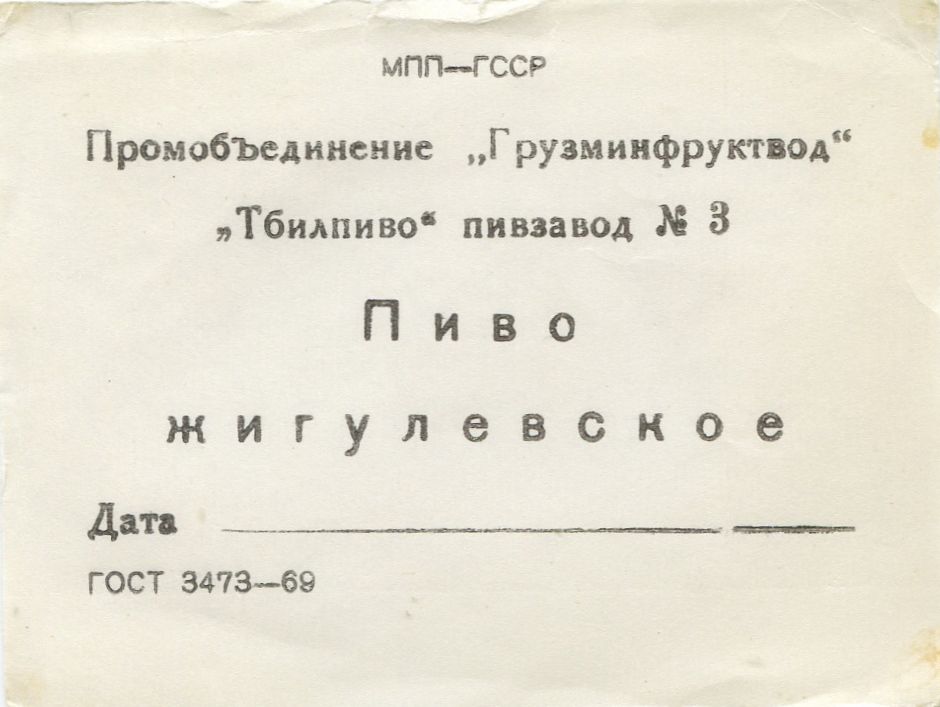 МПП—ГССР
Промобъединение „Грузминфруктвод“
„Тбилпиво“ пивзавод № 3
Пиво
жигулевское
Дата
ГОСТ 3473—69